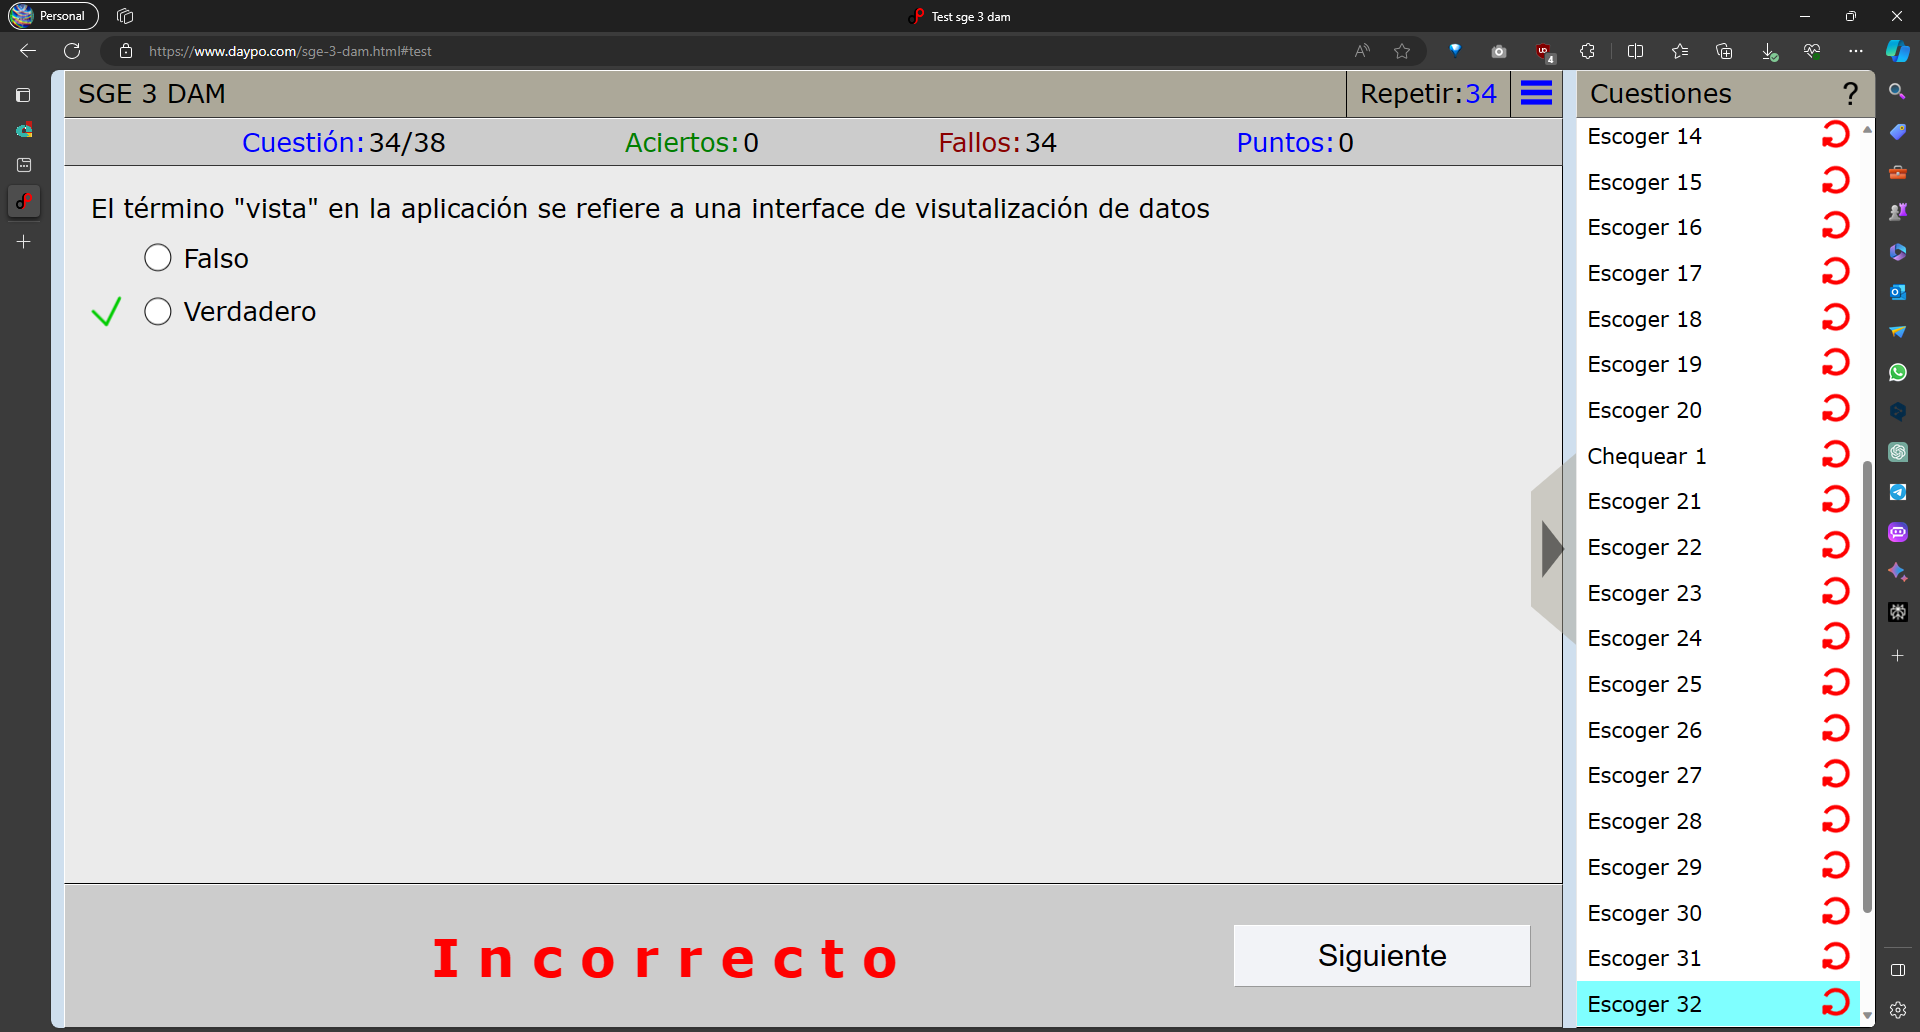 Personal
Test sge 3 dam
https://www.daypo.com/sge-3-dam.html#test
SGE 3 DAM
Repetir:34
Cuestión:34/38
Aciertos:0
Fallos:34
Puntos:0
El término "vista" en la aplicación se refiere a una interface de visutalización de datos
Falso
Verdadero
Incorrecto
Siguiente
Cuestiones
?
Escoger 14
Escoger 15
Escoger 16
Escoger 17
Escoger 18
Escoger 19
Escoger 20
Chequear 1
Escoger 21
Escoger 22
Escoger 23
Escoger 24
Escoger 25
Escoger 26
Escoger 27
Escoger 28
Escoger 29
Escoger 30
Escoger 31
Escoger 32
4